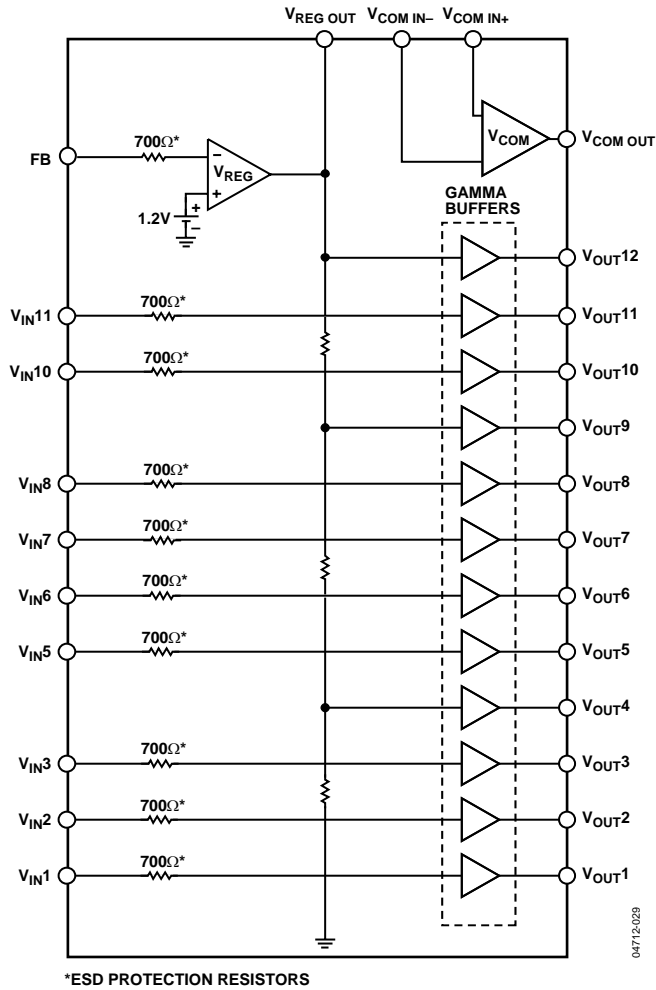 VREG OUT VCOM IN– VCOM IN+
700Ω*
FB
VREG
–
+
+
–
1.2V
VCOM
VCOM OUT
GAMMA
BUFFERS
VOUT12
700Ω*
VIN11
VOUT11
700Ω*
VIN10
VOUT10
VOUT9
700Ω*
VIN8
VOUT8
700Ω*
VIN7
VOUT7
700Ω*
VIN6
VOUT6
700Ω*
VIN5
VOUT5
VOUT4
700Ω*
VIN3
VOUT3
700Ω*
VIN2
VOUT2
700Ω*
VIN1
VOUT1
04712-029
*ESD PROTECTION RESISTORS